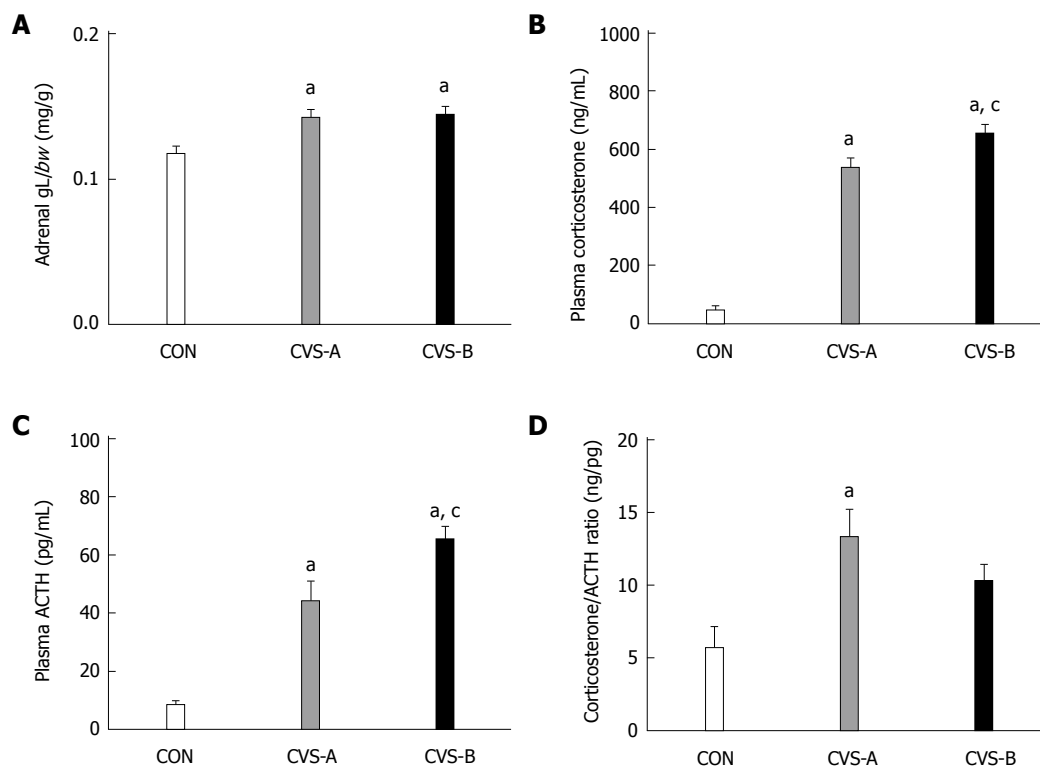 A
Adrenal gL/bw (mg/g)
0.2
0.1
0.0
a
a
CON
CVS-A
CVS-B
B
Plasma corticosterone (ng/mL)
1000
800
600
400
200
0
a
a, c
CON
CVS-A
CVS-B
C
Plasma ACTH (pg/mL)
100
80
60
40
20
0
a
a, c
CON
CVS-A
CVS-B
D
Corticosterone/ACTH ratio (ng/pg)
20
15
10
5
0
a
CON
CVS-A
CVS-B